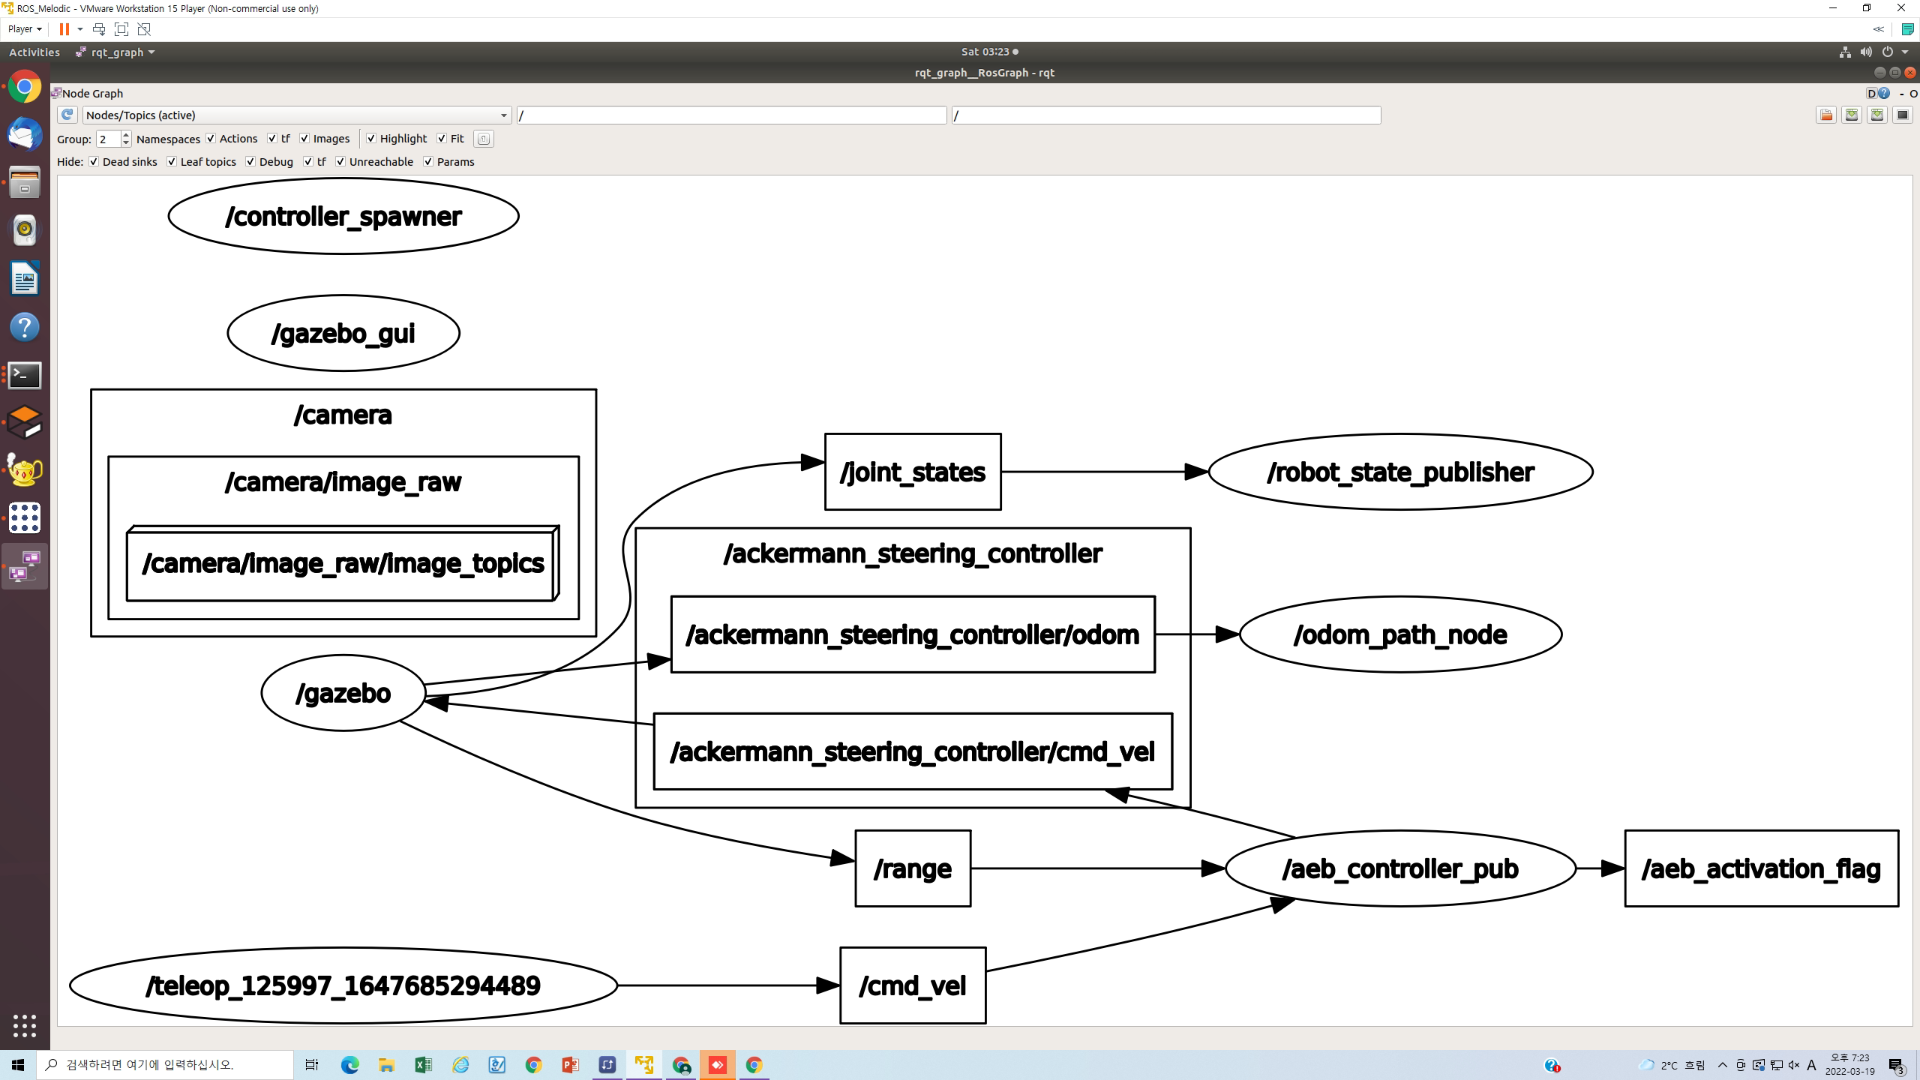 ROS_Melodic - VMware Workstation 15 Player (Non-commercial use only)
Player
Activities
rqt_graph
Sat 03:23
rqt_graph__RosGraph - rqt
Node Graph
D
- O
Nodes/Topics (active)
/
/
Group: 2 Namespaces Actions tf Images Highlight Fit
Hide: Dead sinks Leaf topics Debug tf Unreachable Params
/controller_spawner
/gazebo_gui
/camera
/camera/image_raw
/camera/image_raw/image_topics
/joint_states
/robot_state_publisher
/ackermann_steering_controller
/ackermann_steering_controller/odom
/odom_path_node
/gazebo
/ackermann_steering_controller/cmd_vel
/range
/aeb_controller_pub
/aeb_activation_flag
/teleop_125997_1647685294489
/cmd_vel
검색하려면 여기에 입력하십시오.
2°C 흐림
A
오후 7:23
2022-03-19
3